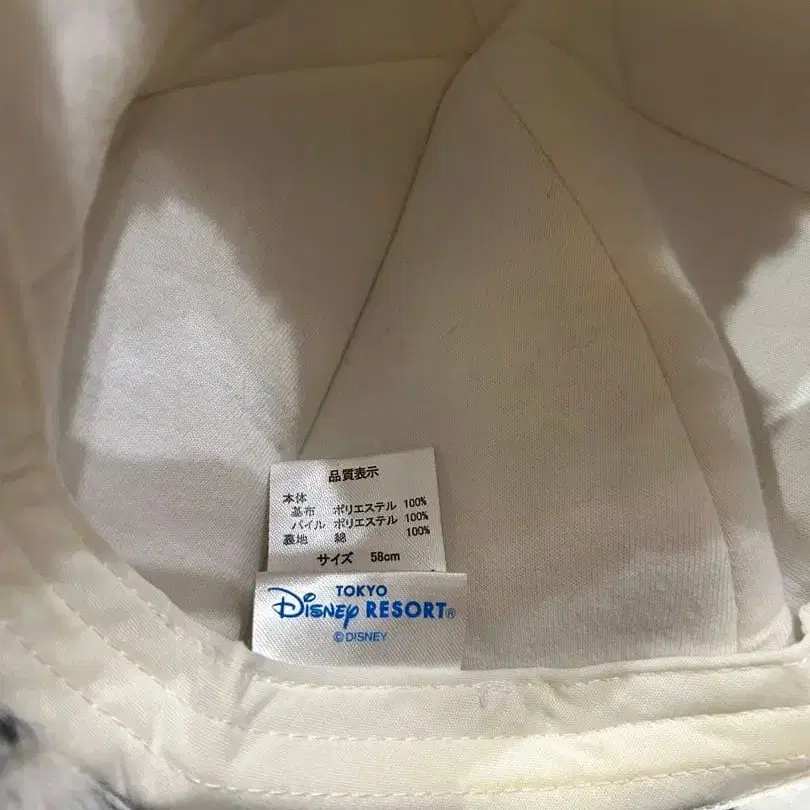 品質表示
本体
基布 ポリエステル 100%
パイル ポリエステル 100%
裏地 綿 100%
サイズ 58cm
TOKYO
Disney RESORT®
©DISNEY